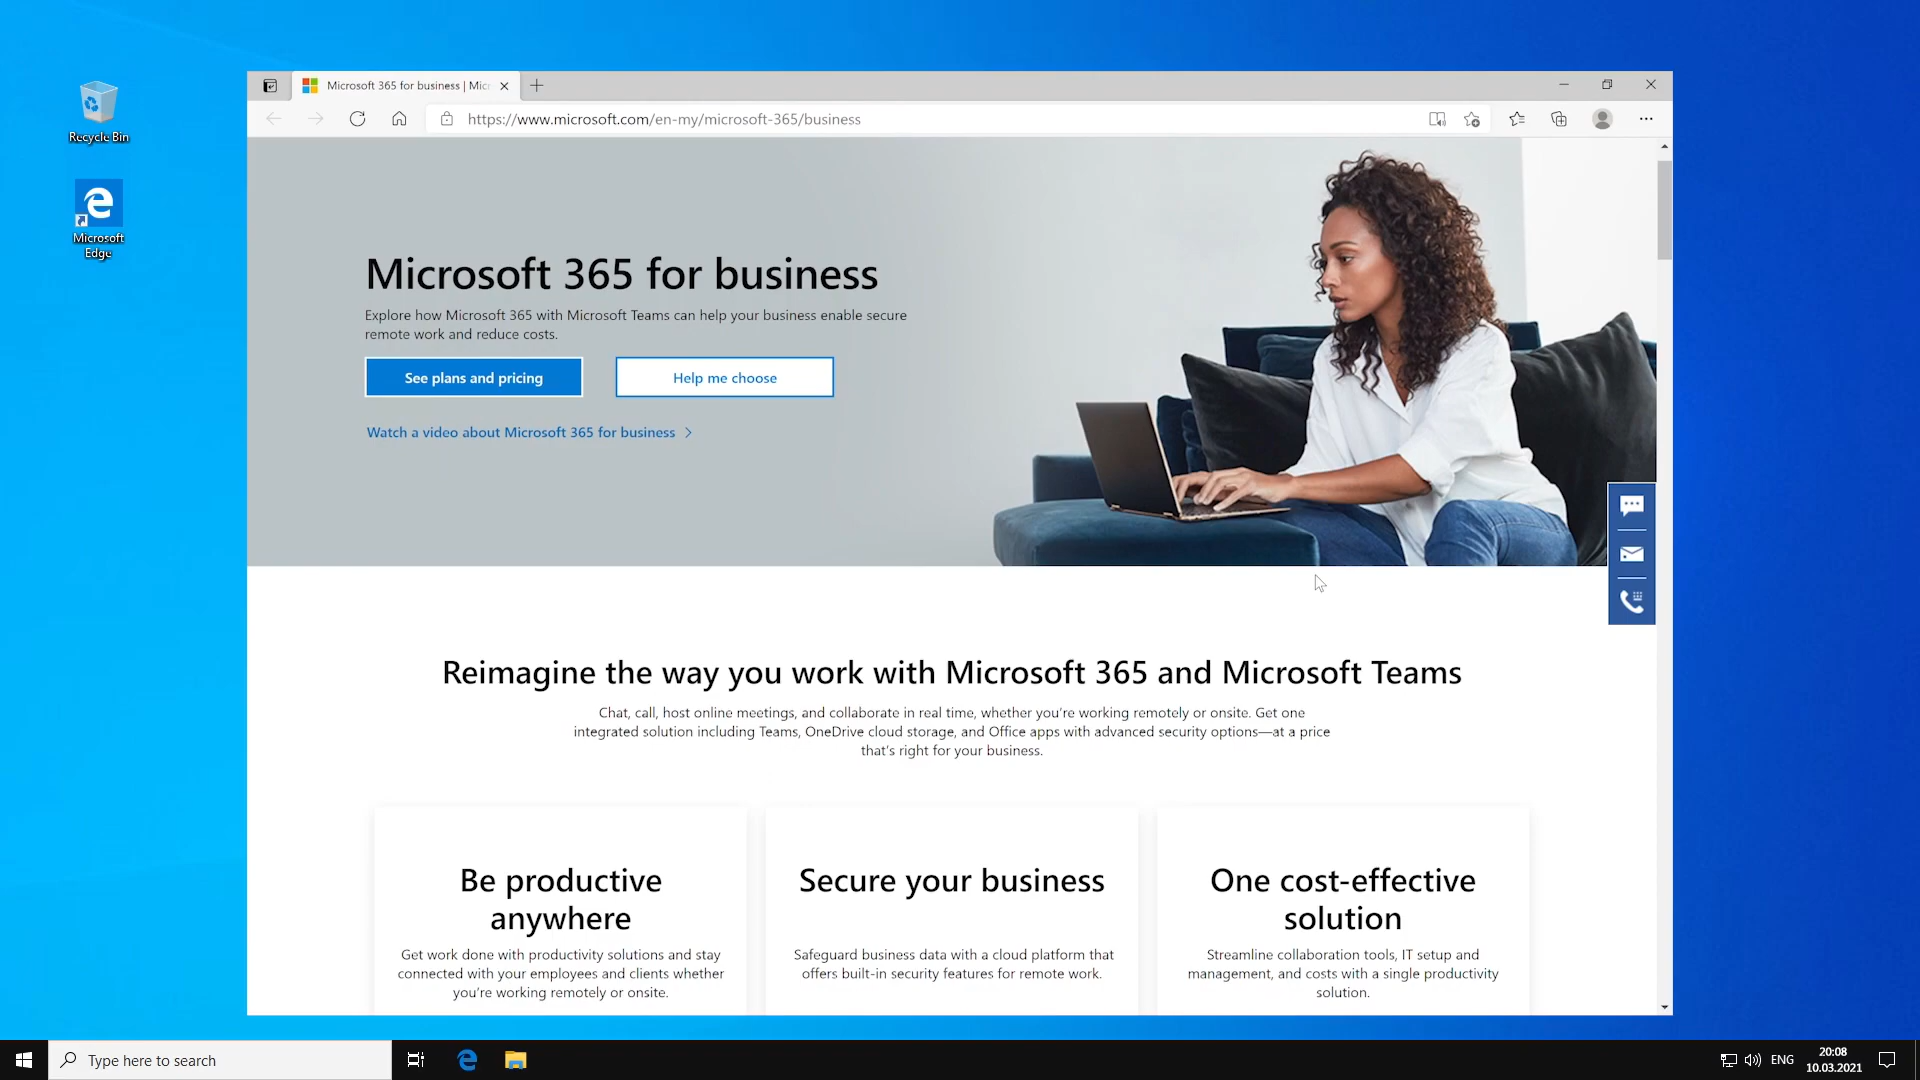 Recycle Bin
Microsoft
Edge
Microsoft 365 for business | Mic
https://www.microsoft.com/en-my/microsoft-365/business
Microsoft 365 for business
Explore how Microsoft 365 with Microsoft Teams can help your business enable secure
remote work and reduce costs.
See plans and pricing
Help me choose
Watch a video about Microsoft 365 for business
Reimagine the way you work with Microsoft 365 and Microsoft Teams
Chat, call, host online meetings, and collaborate in real time, whether you're working remotely or onsite. Get one
integrated solution including Teams, OneDrive cloud storage, and Office apps with advanced security options—at a price
that's right for your business.
Be productive
anywhere
Get work done with productivity solutions and stay
connected with your employees and clients whether
you're working remotely or onsite.
Secure your business
Safeguard business data with a cloud platform that
offers built-in security features for remote work.
One cost-effective
solution
Streamline collaboration tools, IT setup and
management, and costs with a single productivity
solution.
Type here to search
ENG
20:08
10.03.2021